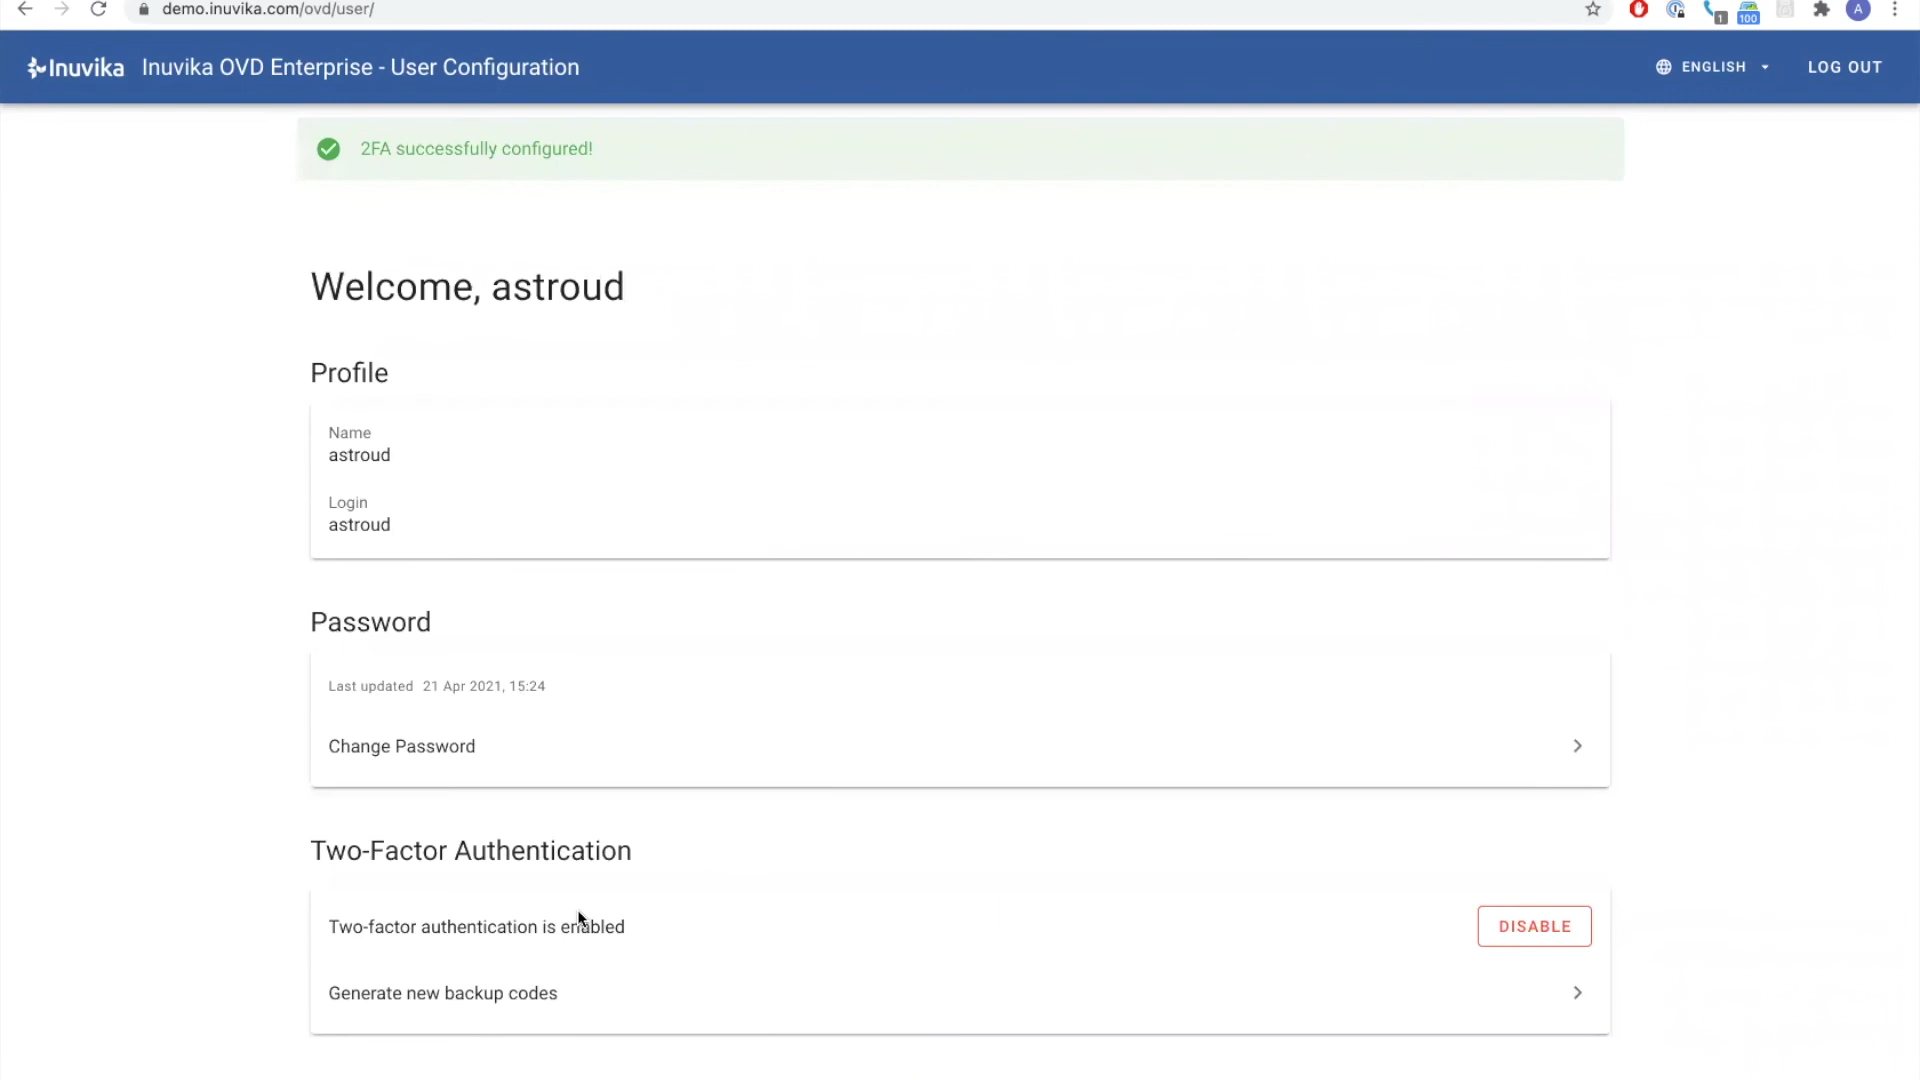 demo.inuvika.com/ovd/user/
1
100
A
Inuvika
Inuvika OVD Enterprise - User Configuration
ENGLISH
LOG OUT
2FA successfully configured!
Welcome, astroud
Profile
Name
astroud
Login
astroud
Password
Last updated 21 Apr 2021, 15:24
Change Password
Two-Factor Authentication
Two-factor authentication is enabled
DISABLE
Generate new backup codes